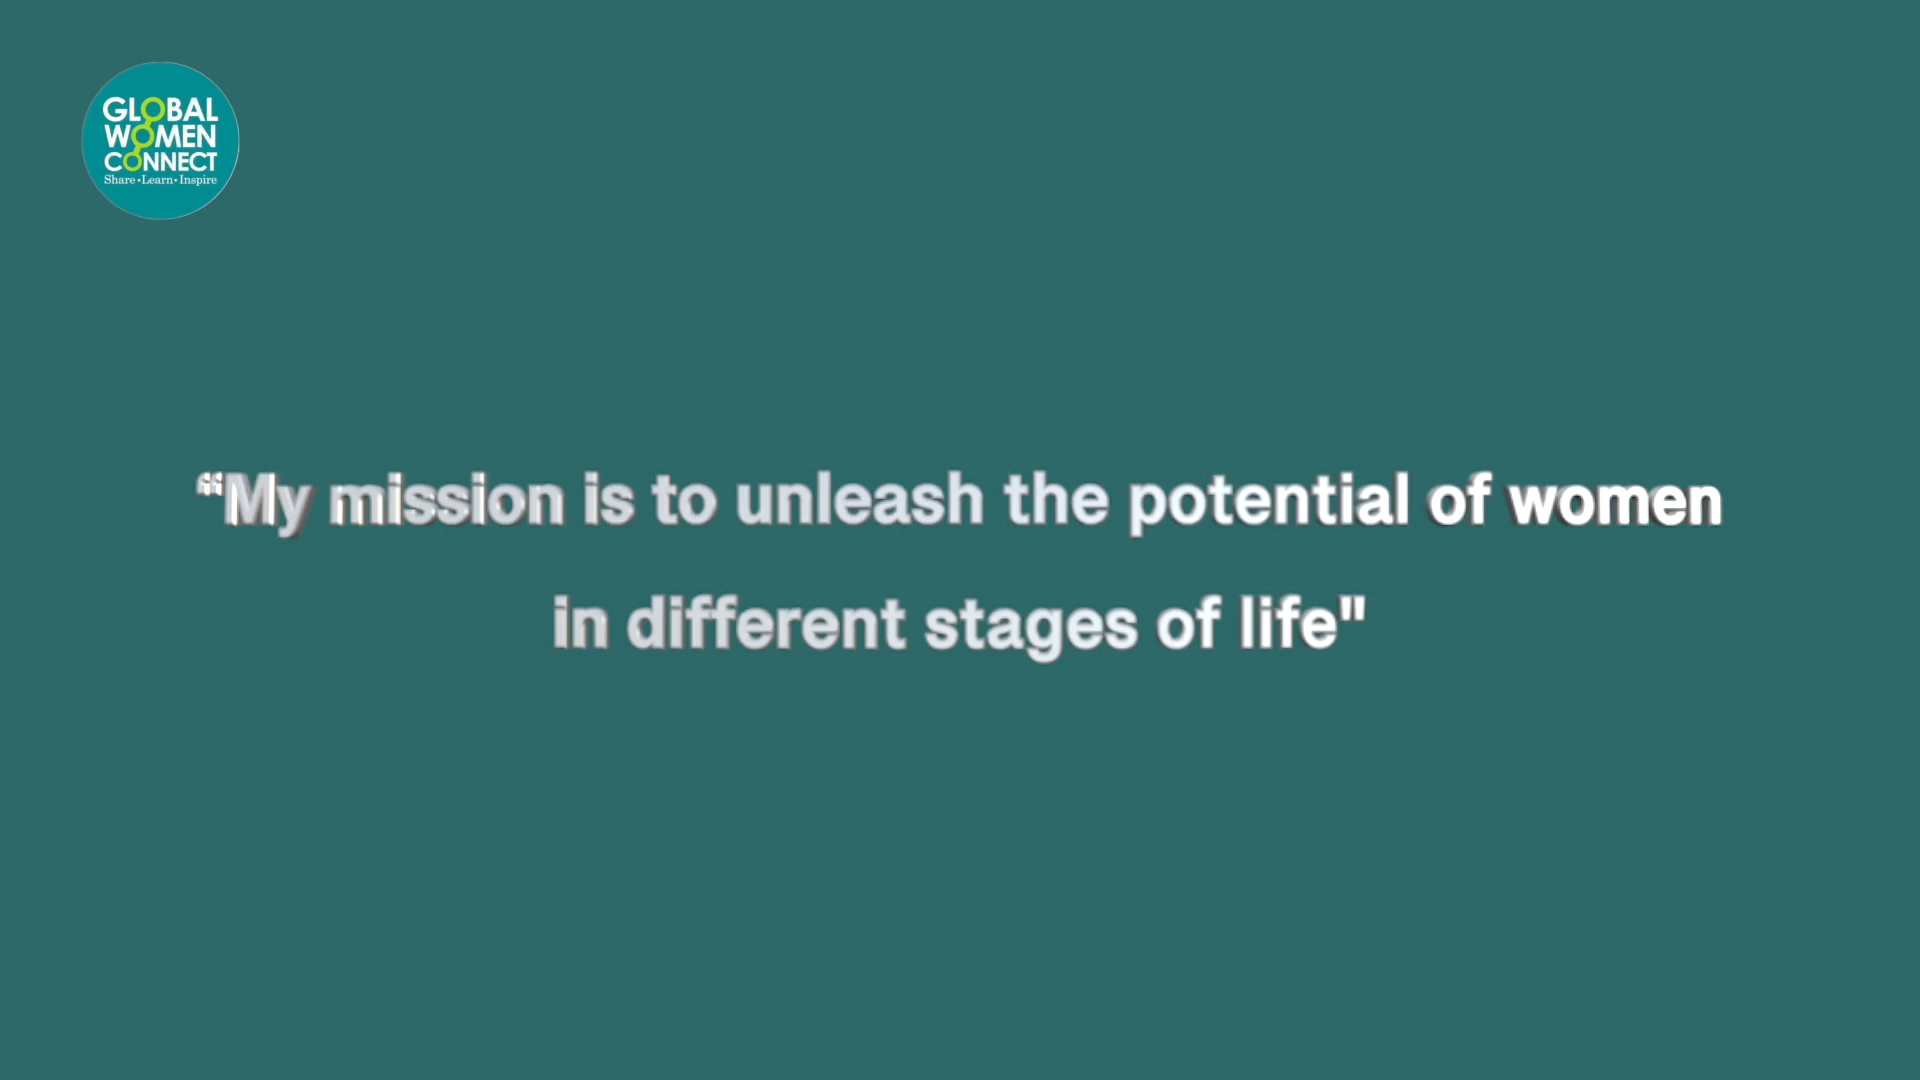 GLOBAL
WOMEN
CONNECT
Share•Learn•Inspire
“My mission is to unleash the potential of women
in different stages of life"